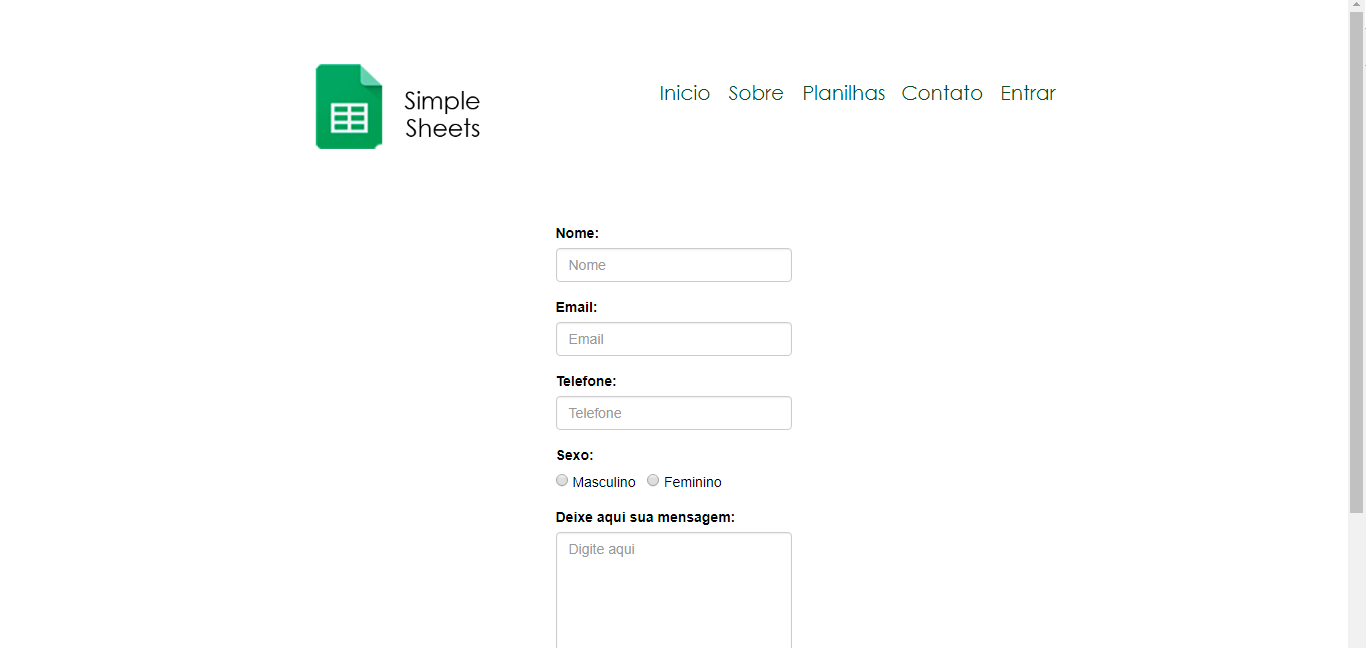 Simple
Sheets
Inicio Sobre Planilhas Contato Entrar
Nome:
Nome
Email:
Email
Telefone:
Telefone
Sexo:
Masculino Feminino
Deixe aqui sua mensagem:
Digite aqui